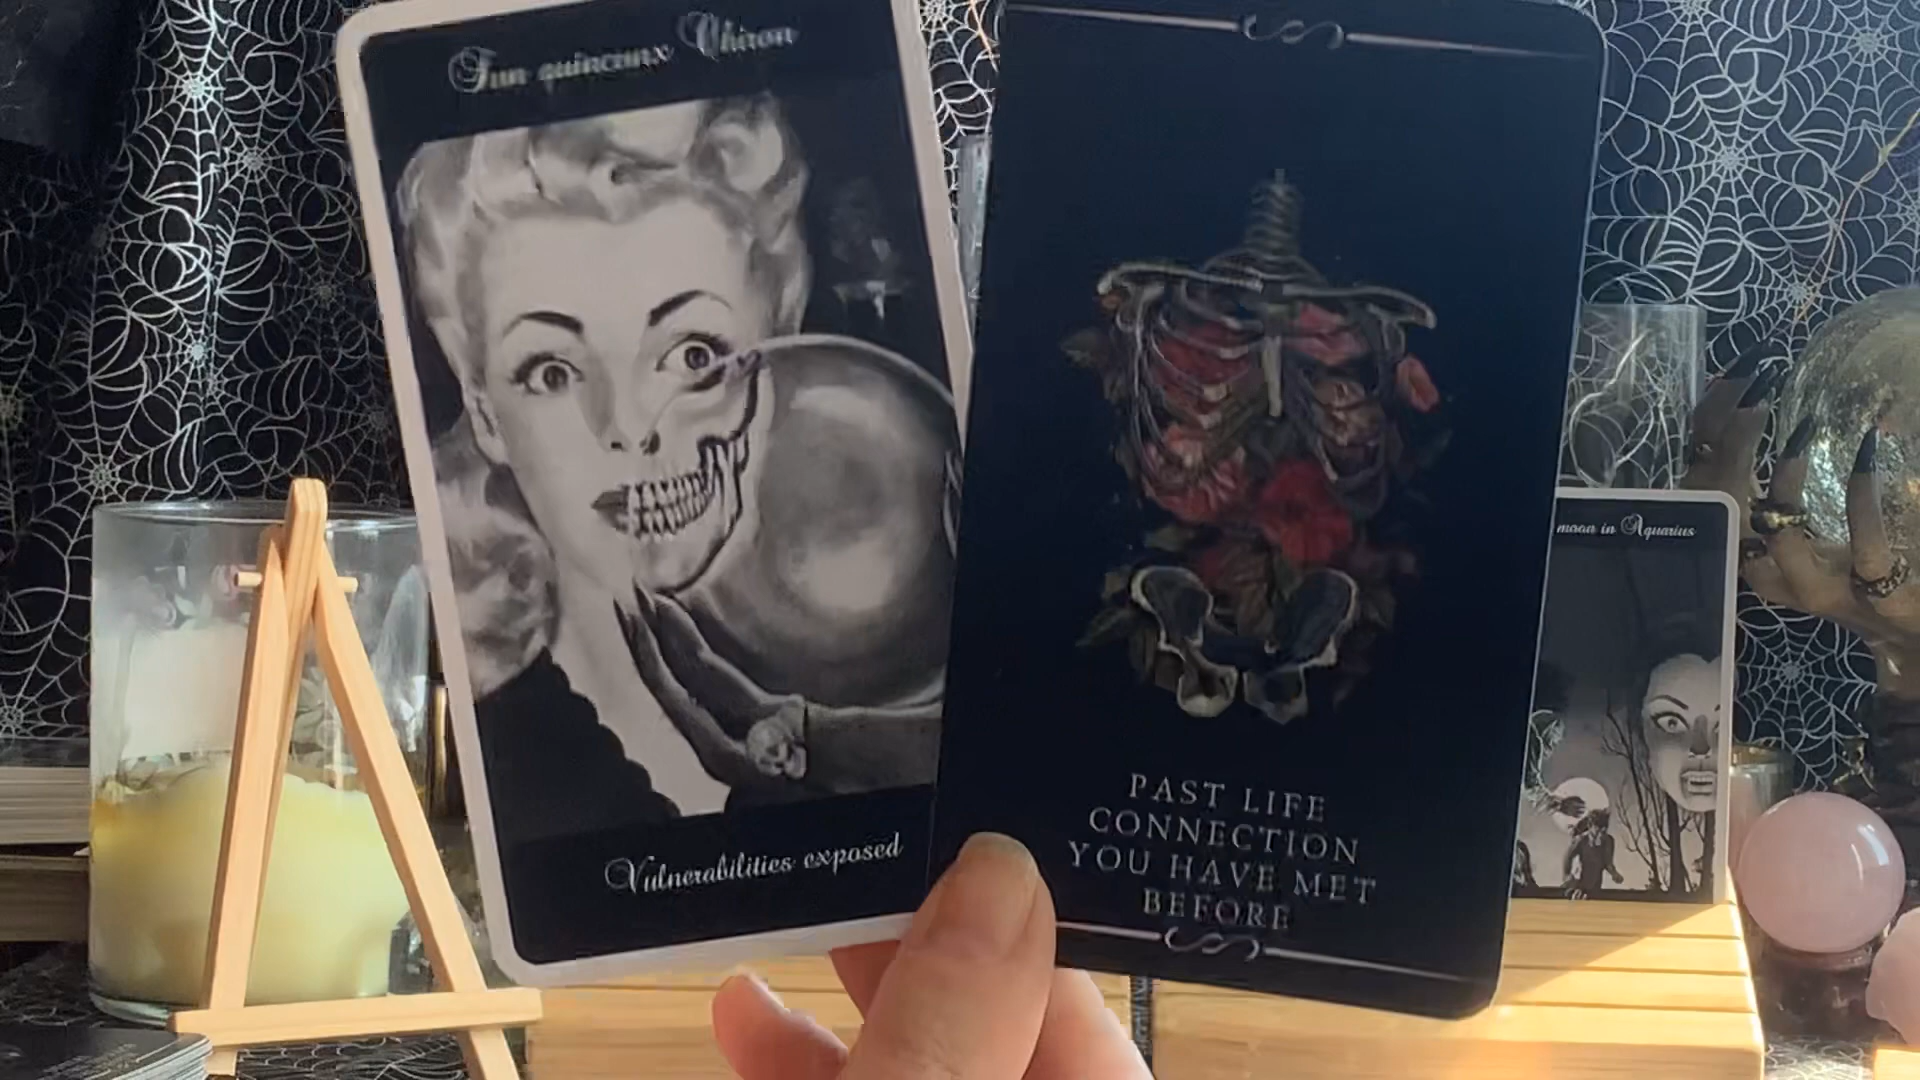 Sun quincunx Chiron
Vulnerabilities exposed
PAST LIFE
CONNECTION
YOU HAVE MET
BEFORE
moon in Aquarius